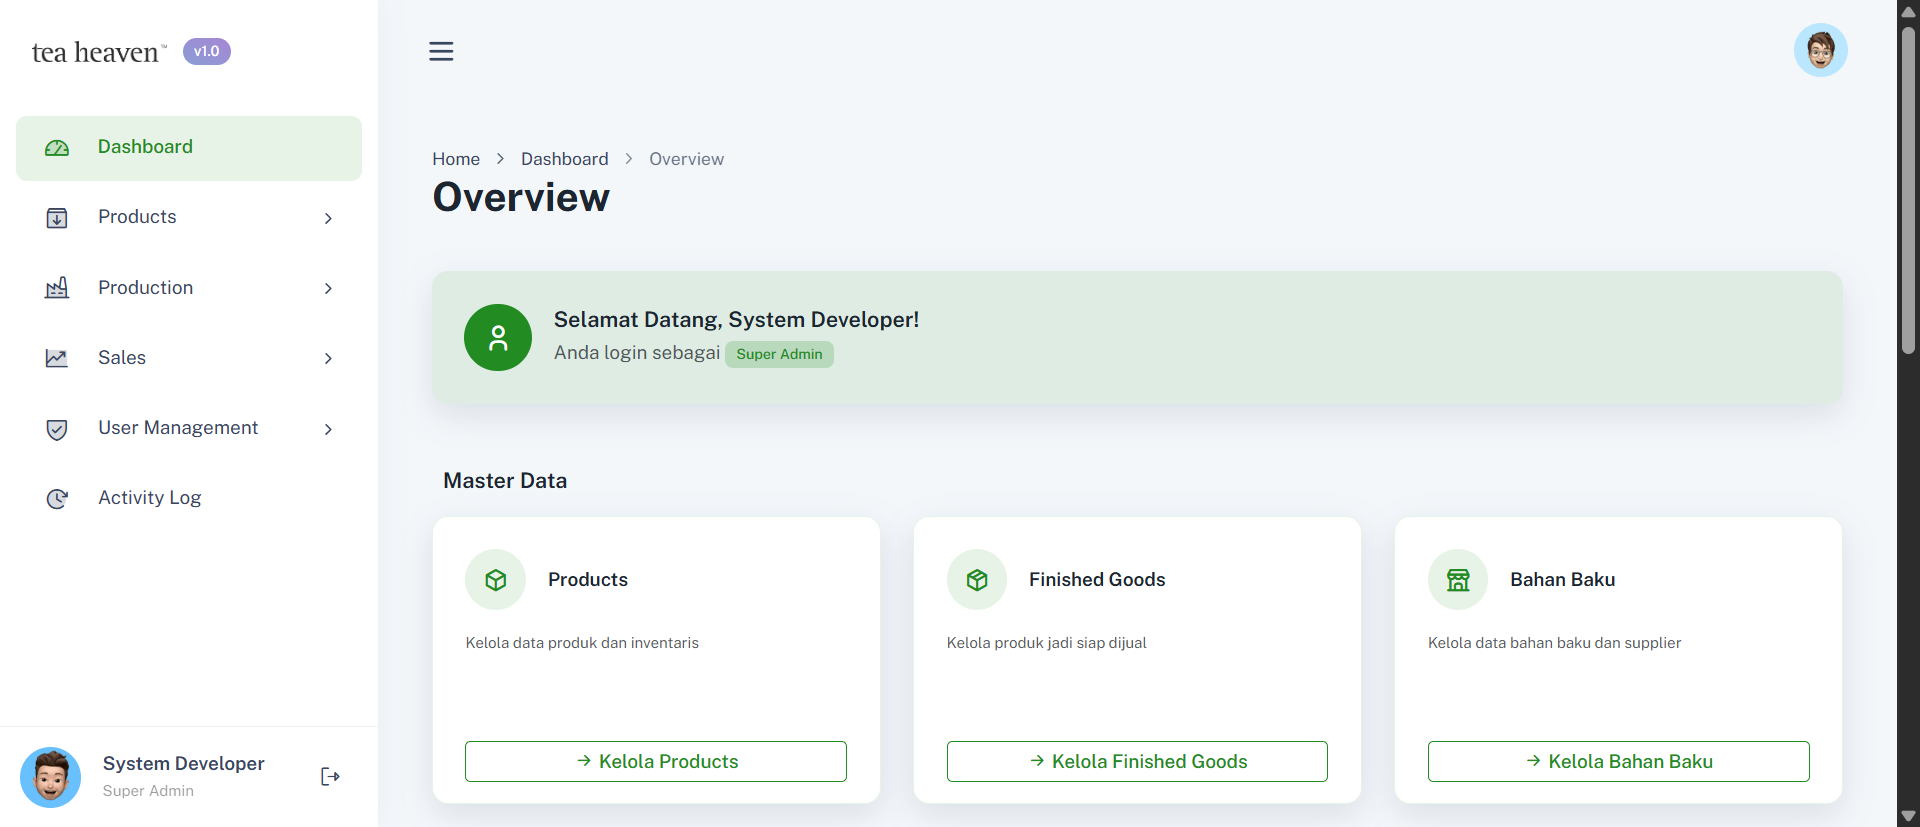 tea heaven™ v1.0
Dashboard
Products
Production
Sales
User Management
Activity Log
System Developer
Super Admin
Home > Dashboard > Overview
Overview
Selamat Datang, System Developer!
Anda login sebagai Super Admin
Master Data
Products
Kelola data produk dan inventaris
→ Kelola Products
Finished Goods
Kelola produk jadi siap dijual
→ Kelola Finished Goods
Bahan Baku
Kelola data bahan baku dan supplier
→ Kelola Bahan Baku